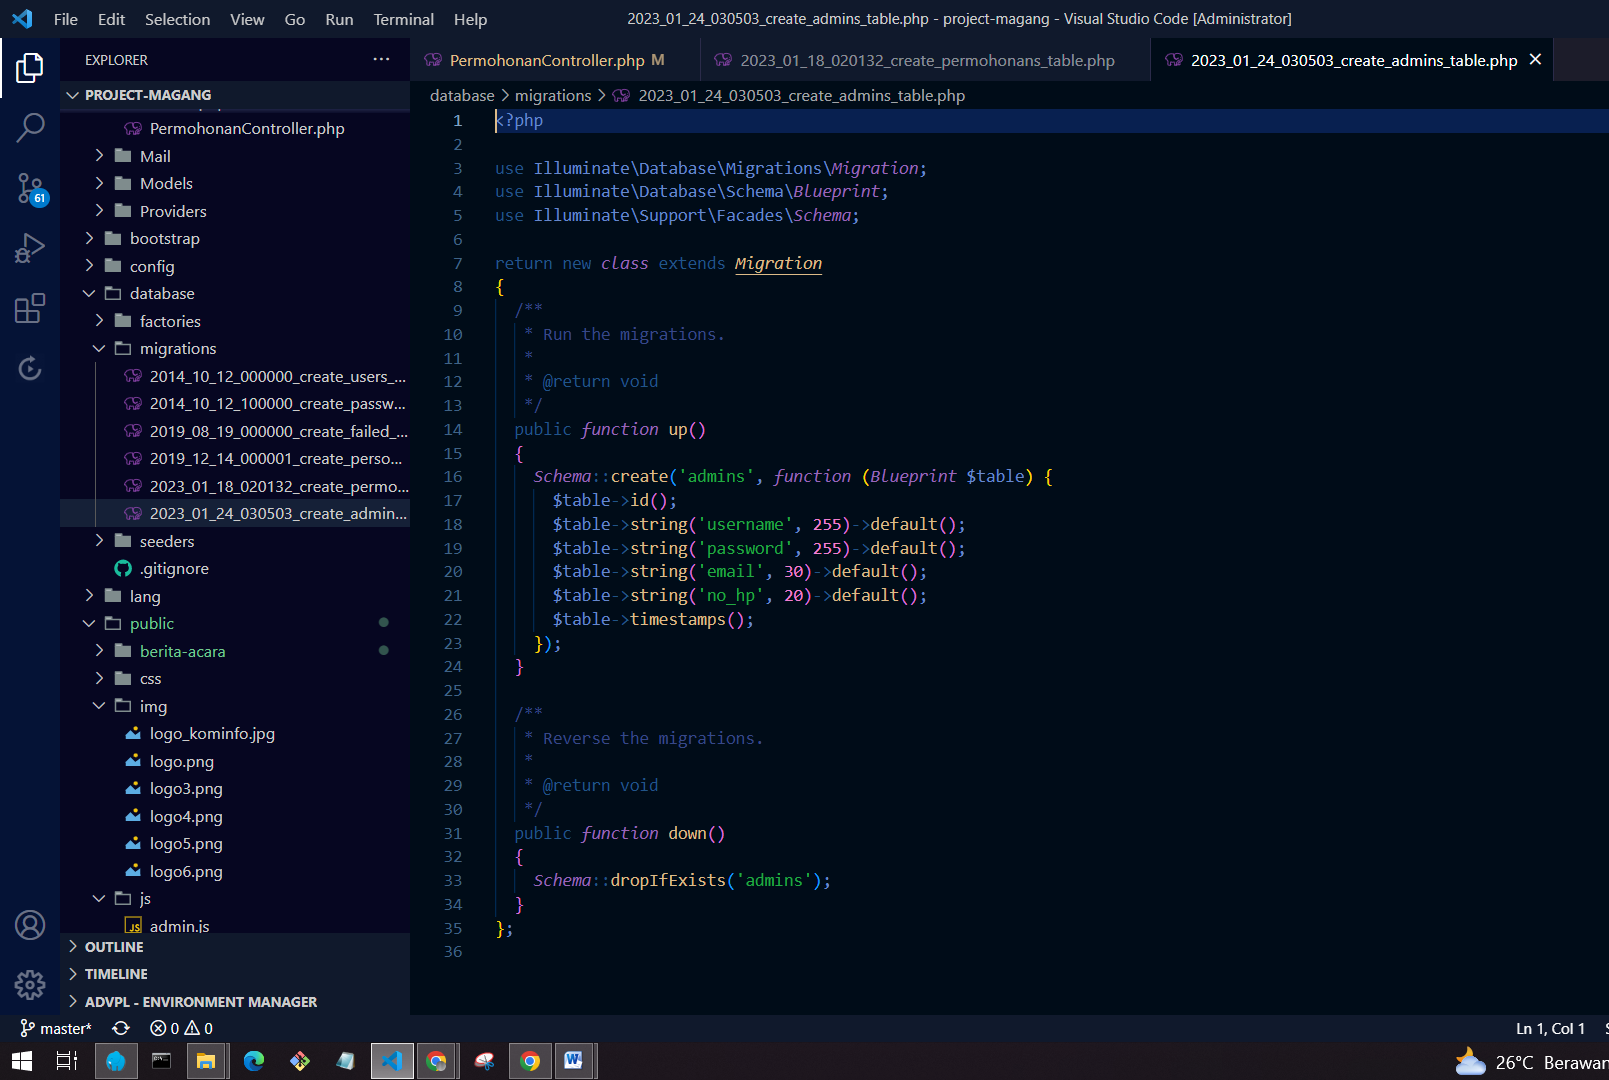 File Edit Selection View Go Run Terminal Help
2023_01_24_030503_create_admins_table.php - project-magang - Visual Studio Code [Administrator]
EXPLORER ···
PROJECT-MAGANG
PermohonanController.php
Mail
Models
Providers
bootstrap
config
database
factories
migrations
2014_10_12_000000_create_users_...
2014_10_12_100000_create_passw...
2019_08_19_000000_create_failed_...
2019_12_14_000001_create_perso...
2023_01_18_020132_create_permo...
2023_01_24_030503_create_admin...
seeders
.gitignore
lang
public
berita-acara
css
img
logo_kominfo.jpg
logo.png
logo3.png
logo4.png
logo5.png
logo6.png
js
JS admin.js
OUTLINE
TIMELINE
ADVPL - ENVIRONMENT MANAGER
61
PermohonanController.php M
2023_01_18_020132_create_permohonans_table.php
2023_01_24_030503_create_admins_table.php
database > migrations > 2023_01_24_030503_create_admins_table.php
1 <?php
2
3 use Illuminate\Database\Migrations\Migration;
4 use Illuminate\Database\Schema\Blueprint;
5 use Illuminate\Support\Facades\Schema;
6
7 return new class extends Migration
8 {
9 /**
10 * Run the migrations.
11 *
12 * @return void
13 */
14 public function up()
15 {
16 Schema::create('admins', function (Blueprint $table) {
17 $table->id();
18 $table->string('username', 255)->default();
19 $table->string('password', 255)->default();
20 $table->string('email', 30)->default();
21 $table->string('no_hp', 20)->default();
22 $table->timestamps();
23 });
24 }
25
26 /**
27 * Reverse the migrations.
28 *
29 * @return void
30 */
31 public function down()
32 {
33 Schema::dropIfExists('admins');
34 }
35 };
36
master* 0 0
Ln 1, Col 1
26°C Berawan